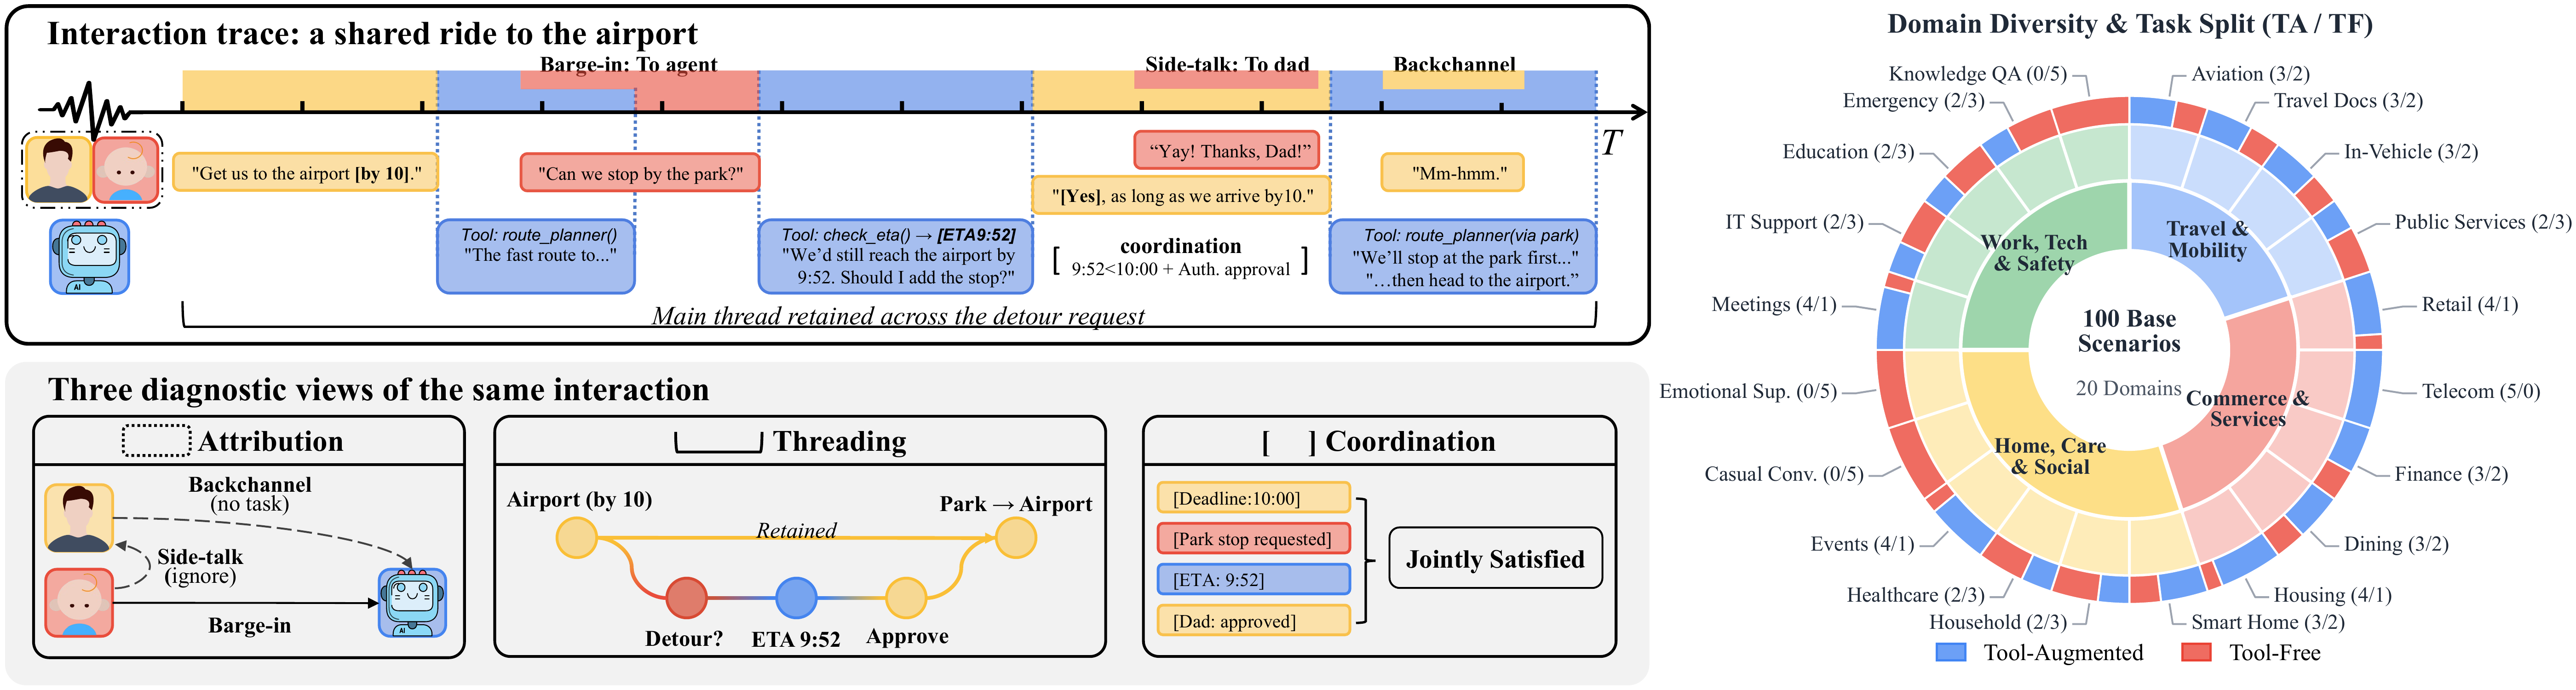 Interaction trace: a shared ride to the airport
Barge-in: To agent
Side-talk: To dad
Backchannel
T
"Get us to the airport [by 10]."
"Can we stop by the park?"
“Yay! Thanks, Dad!”
"[Yes], as long as we arrive by10."
"Mm-hmm."
Tool: route_planner()
"The fast route to..."
Tool: check_eta() → [ETA9:52]
"We’d still reach the airport by
9:52. Should I add the stop?"
[ coordination ]
9:52<10:00 + Auth. approval
Tool: route_planner(via park)
"We’ll stop at the park first..."
"…then head to the airport.”
AI
Main thread retained across the detour request
Three diagnostic views of the same interaction
Attribution
Backchannel
(no task)
Side-talk
(ignore)
Barge-in
AI
Threading
Airport (by 10)
Retained
Park → Airport
Detour?
ETA 9:52
Approve
[ ] Coordination
[Deadline:10:00]
[Park stop requested]
[ETA: 9:52]
[Dad: approved]
Jointly Satisfied
Domain Diversity & Task Split (TA / TF)
Knowledge QA (0/5)
Emergency (2/3)
Education (2/3)
IT Support (2/3)
Meetings (4/1)
Emotional Sup. (0/5)
Casual Conv. (0/5)
Events (4/1)
Healthcare (2/3)
Household (2/3)
Aviation (3/2)
Travel Docs (3/2)
In-Vehicle (3/2)
Public Services (2/3)
Retail (4/1)
Telecom (5/0)
Finance (3/2)
Dining (3/2)
Housing (4/1)
Smart Home (3/2)
Work, Tech
& Safety
Travel &
Mobility
Commerce &
Services
Home, Care
& Social
100 Base
Scenarios
20 Domains
Tool-Augmented
Tool-Free